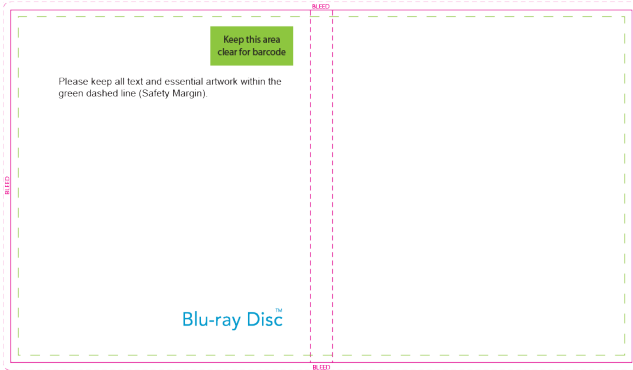 BLEED
Keep this area
clear for barcode
Please keep all text and essential artwork within the
green dashed line (Safety Margin).
BLEED
Blu-ray Disc™
BLEED